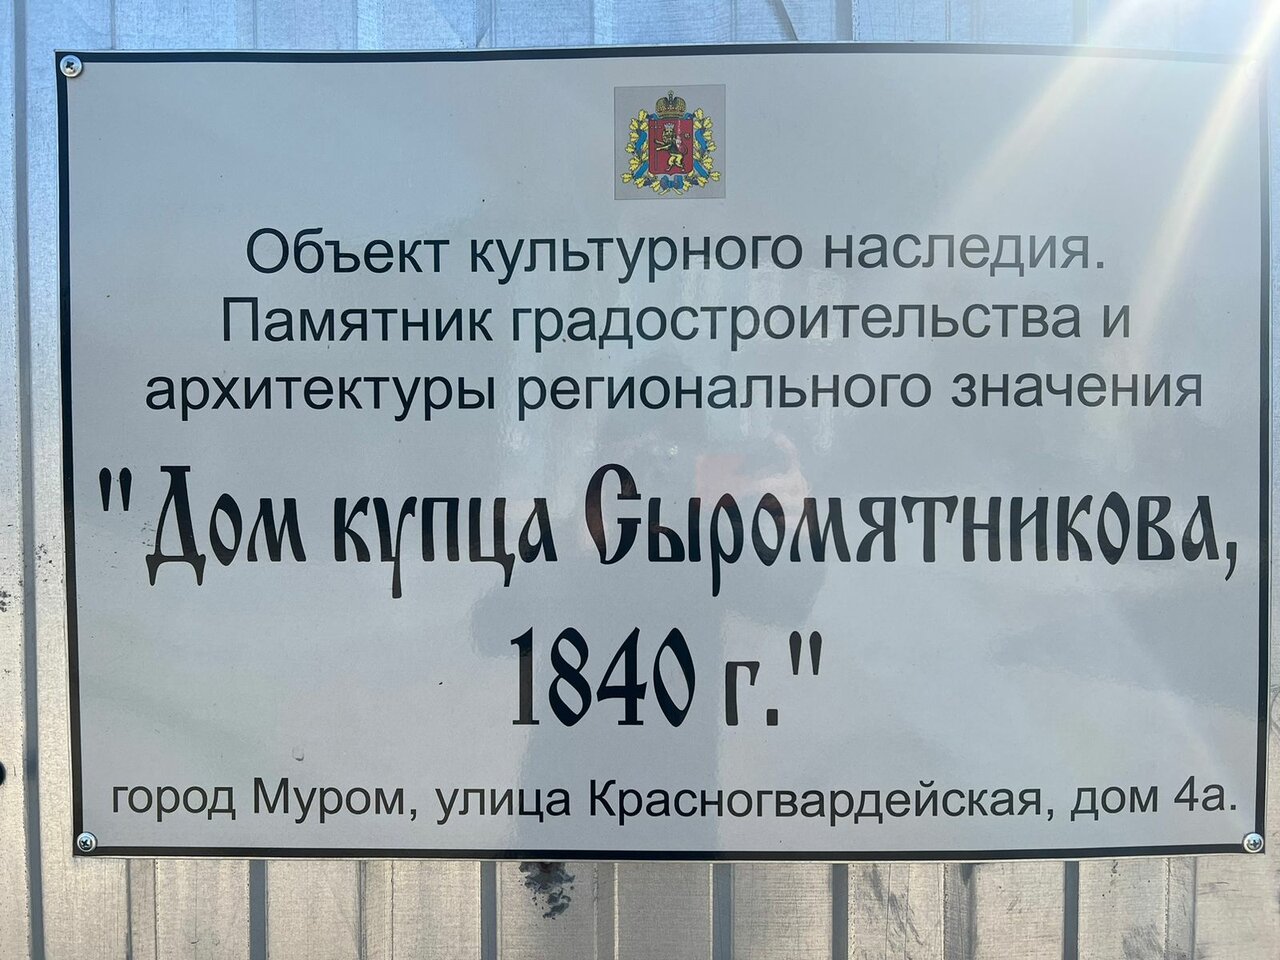 Объект культурного наследия.
Памятник градостроительства и
архитектуры регионального значения
"Дом купца Сыромятникова,
1840 г."
город Муром, улица Красногвардейская, дом 4а.